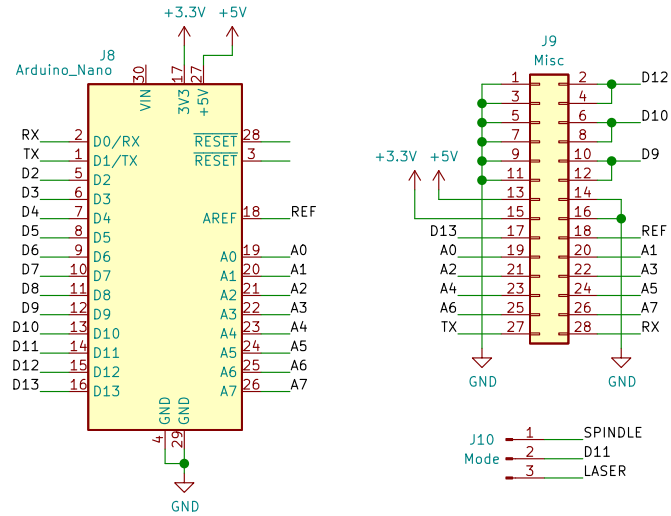 +3.3V +5V
J8
Arduino_Nano
30 17 27
VIN 3V3 +5V
RX 2 D0/RX RESET 28
TX 1 D1/TX RESET 3
D2 5 D2
D3 6 D3
D4 7 D4 AREF 18 REF
D5 8 D5
D6 9 D6 A0 19 A0
D7 10 D7 A1 20 A1
D8 11 D8 A2 21 A2
D9 12 D9 A3 22 A3
D10 13 D10 A4 23 A4
D11 14 D11 A5 24 A5
D12 15 D12 A6 25 A6
D13 16 D13 A7 26 A7
GND GND
4 29
GND
J9
Misc
1 2 D12
3 4
5 6 D10
7 8
9 10 D9
11 12
+3.3V +5V
13 14
15 16
D13 17 18 REF
A0 19 20 A1
A2 21 22 A3
A4 23 24 A5
A6 25 26 A7
TX 27 28 RX
GND GND
J10
Mode
1 SPINDLE
2 D11
3 LASER